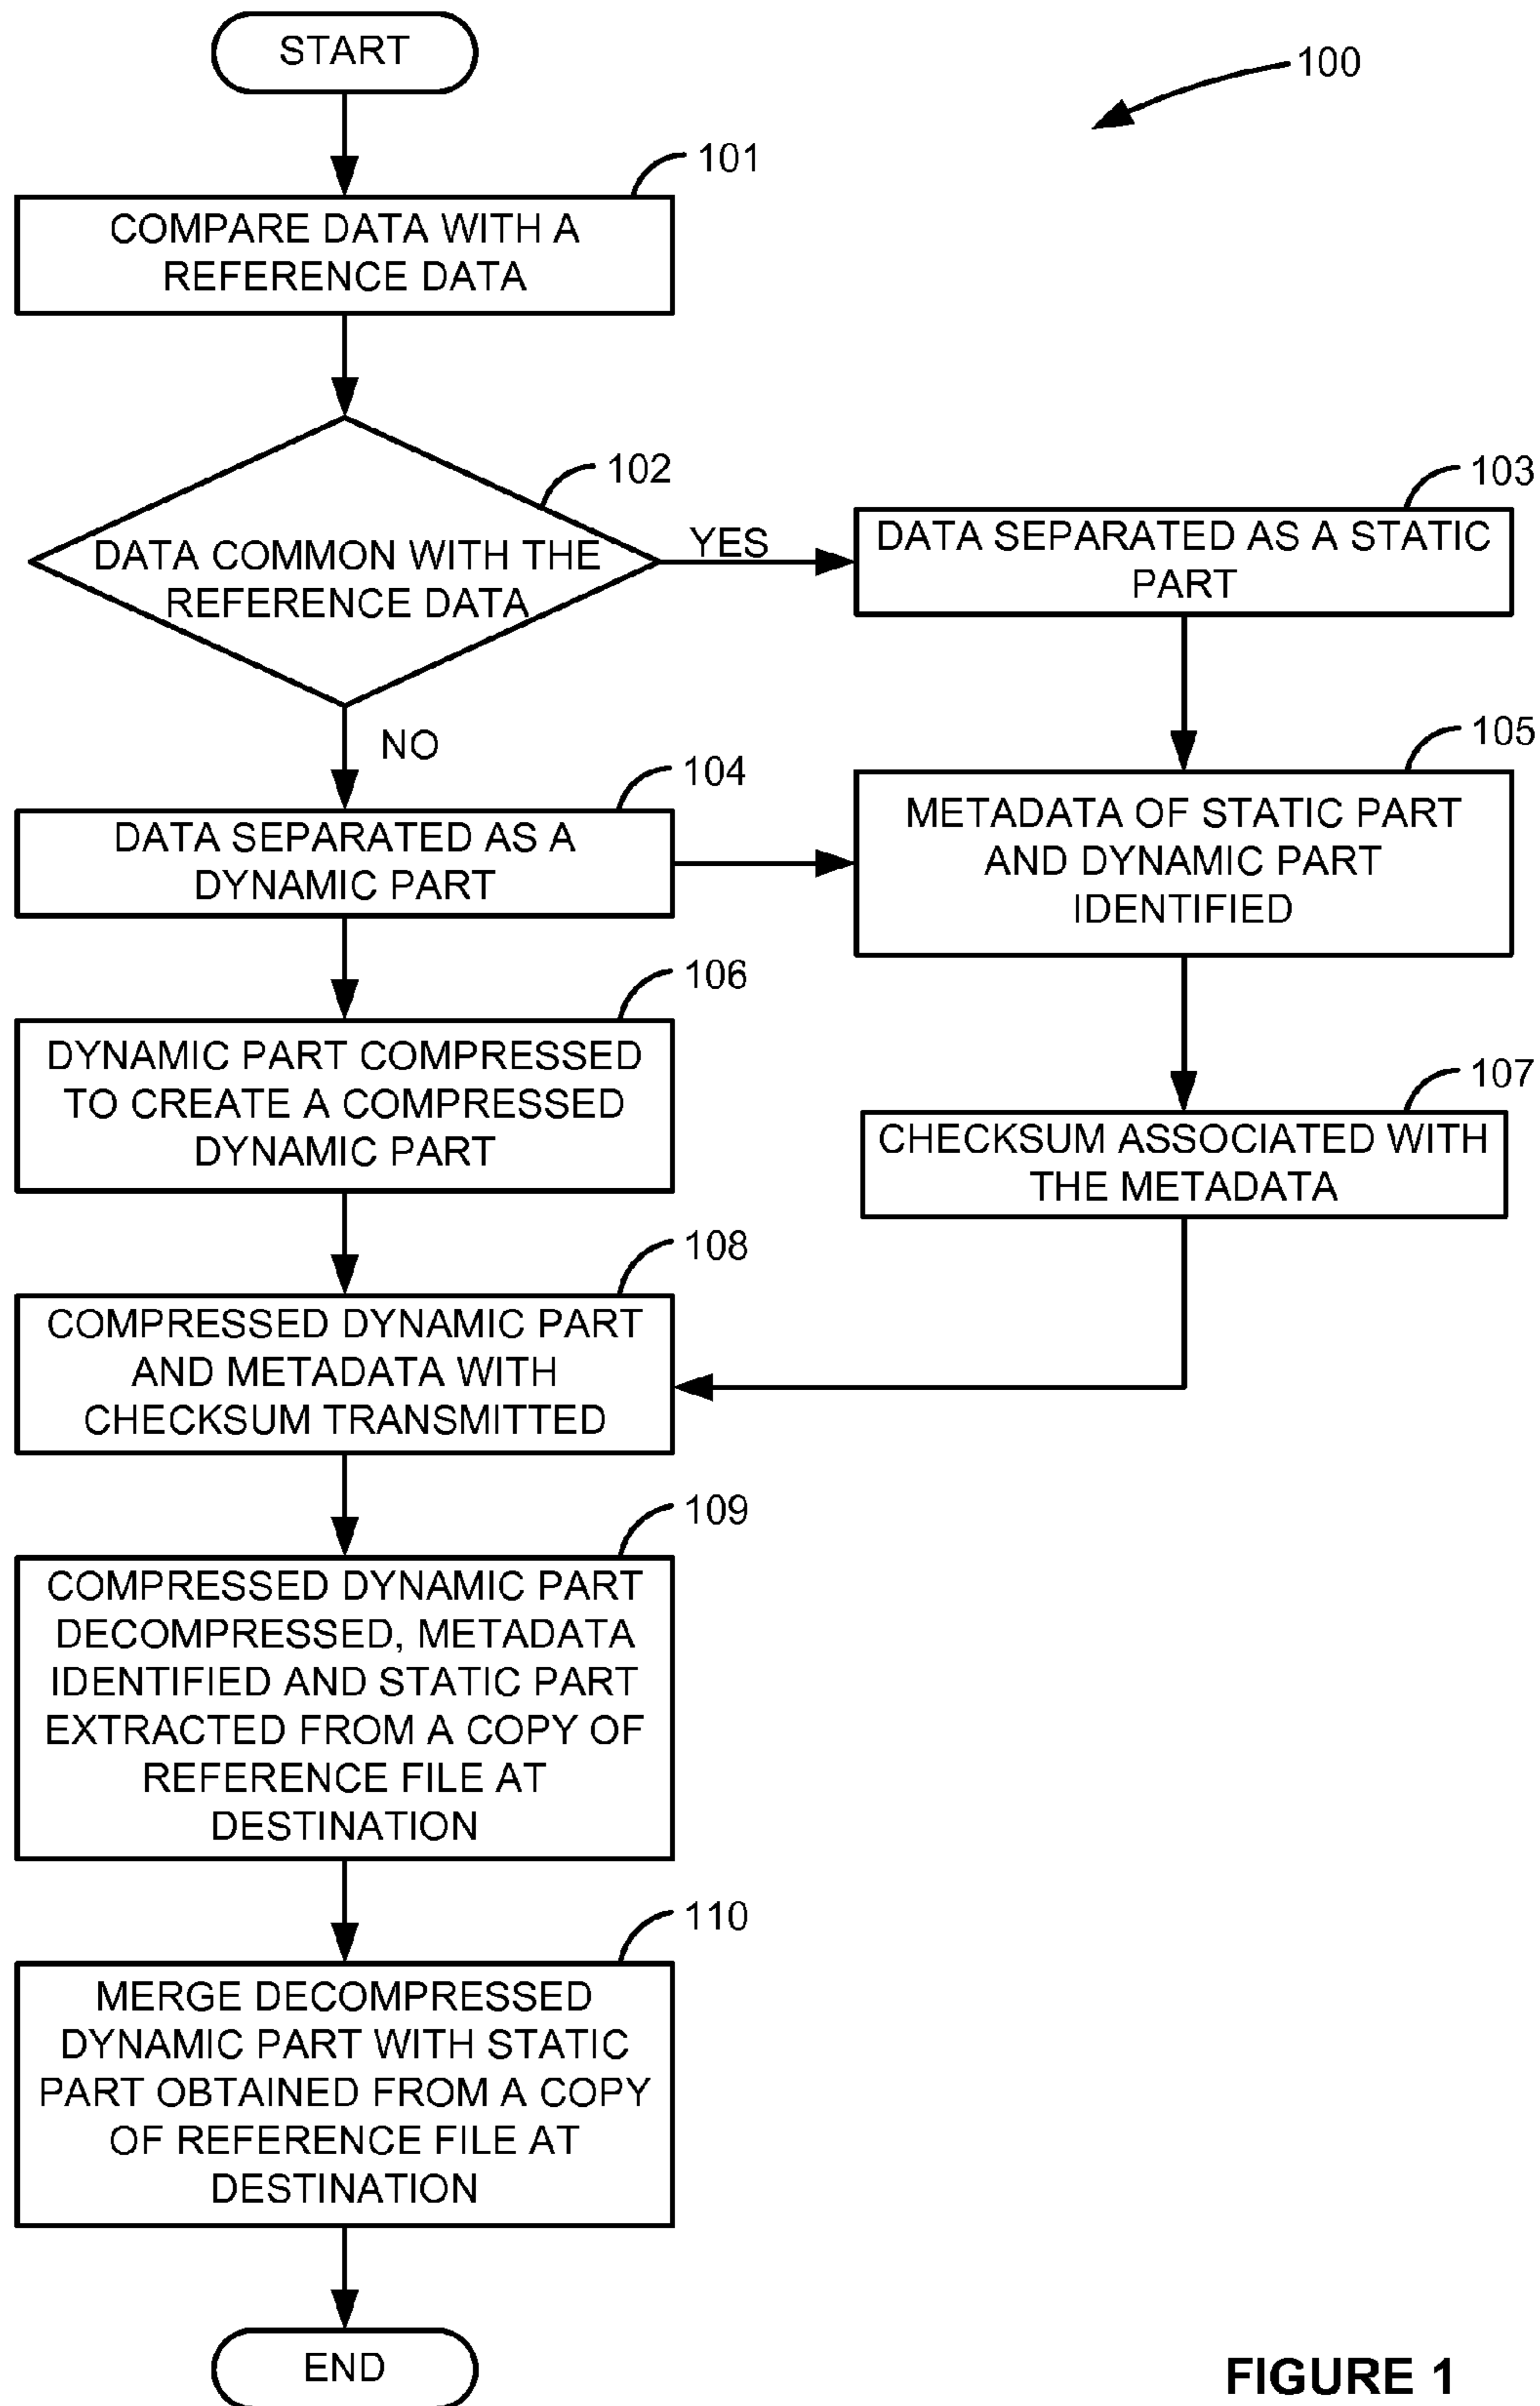 START
100
101
COMPARE DATA WITH A
REFERENCE DATA
102
DATA COMMON WITH THE
REFERENCE DATA
YES
103
DATA SEPARATED AS A STATIC
PART
NO
104
DATA SEPARATED AS A
DYNAMIC PART
105
METADATA OF STATIC PART
AND DYNAMIC PART
IDENTIFIED
106
DYNAMIC PART COMPRESSED
TO CREATE A COMPRESSED
DYNAMIC PART
107
CHECKSUM ASSOCIATED WITH
THE METADATA
108
COMPRESSED DYNAMIC PART
AND METADATA WITH
CHECKSUM TRANSMITTED
109
COMPRESSED DYNAMIC PART
DECOMPRESSED, METADATA
IDENTIFIED AND STATIC PART
EXTRACTED FROM A COPY OF
REFERENCE FILE AT
DESTINATION
110
MERGE DECOMPRESSED
DYNAMIC PART WITH STATIC
PART OBTAINED FROM A COPY
OF REFERENCE FILE AT
DESTINATION
END
FIGURE 1